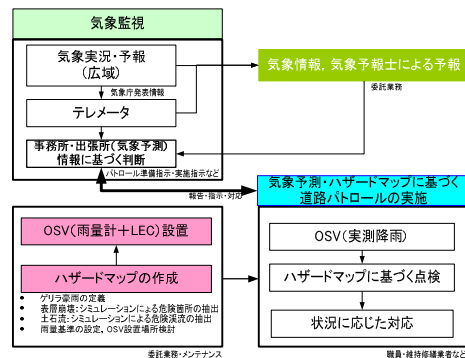 気象監視
気象実況・予報
(広域)
気象庁発表情報
テレメータ
事務所・出張所(気象予測)
情報に基づく判断
パトロール準備指示・実施指示など
気象情報，気象予報士による予報
委託業務
報告・指示・対応
気象予測・ハザードマップに基づく
道路パトロールの実施
OSV(雨量計＋LEC)設置
ハザードマップの作成
• ゲリラ豪雨の定義
• 表層崩壊:シミュレーションによる危険箇所の抽出
• 土石流:シミュレーションによる危険渓流の抽出
• 雨量基準の設定，OSV設置場所検討
委託業務・メンテナンス
OSV(実測降雨)
ハザードマップに基づく点検
状況に応じた対応
職員・維持修繕業者など